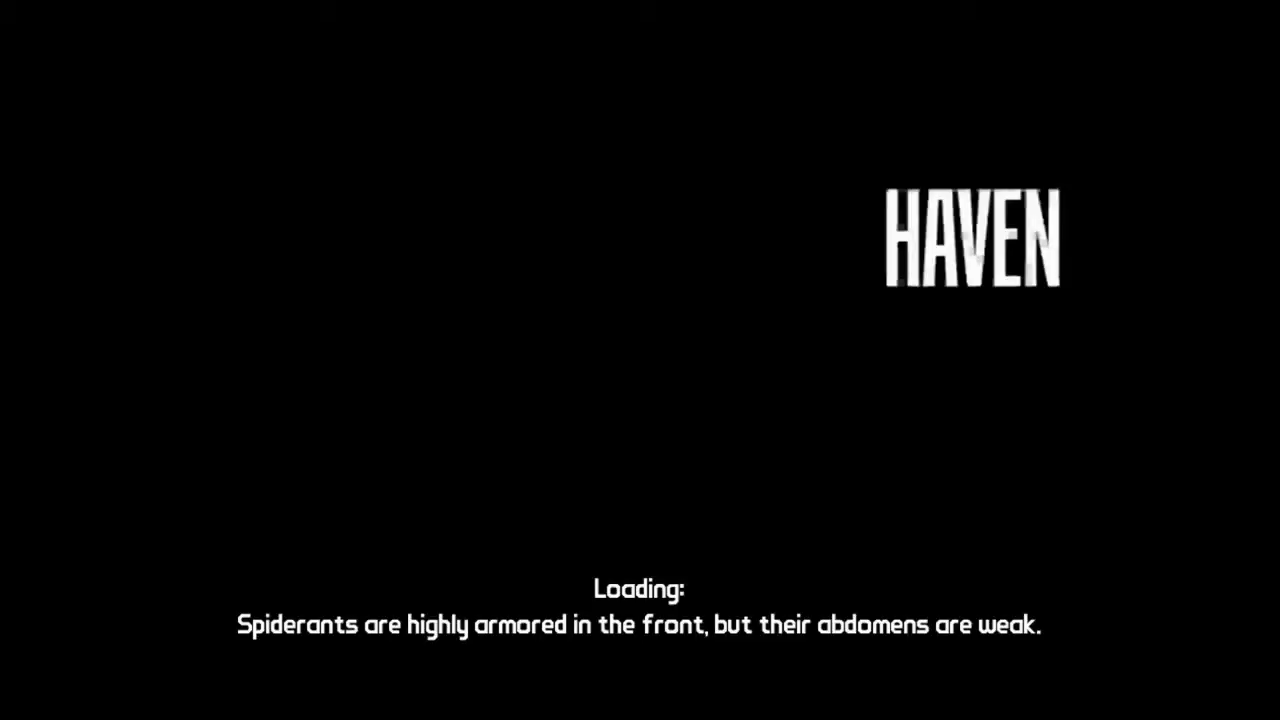 HAVEN
Loading:
Spiderants are highly armored in the front, but their abdomens are weak.